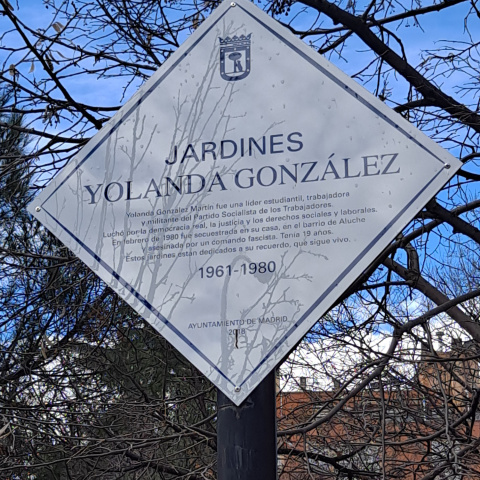 JARDINES
YOLANDA GONZÁLEZ
Yolanda González Martín fue una líder estudiantil, trabajadora
y militante del Partido Socialista de los Trabajadores.
Luchó por la democracia real, la justicia y los derechos sociales y laborales.
En febrero de 1980 fue secuestrada en su casa, en el barrio de Aluche
y asesinada por un comando fascista. Tenía 19 años.
Estos jardines están dedicados a su recuerdo, que sigue vivo.
1961-1980
AYUNTAMIENTO DE MADRID
2018